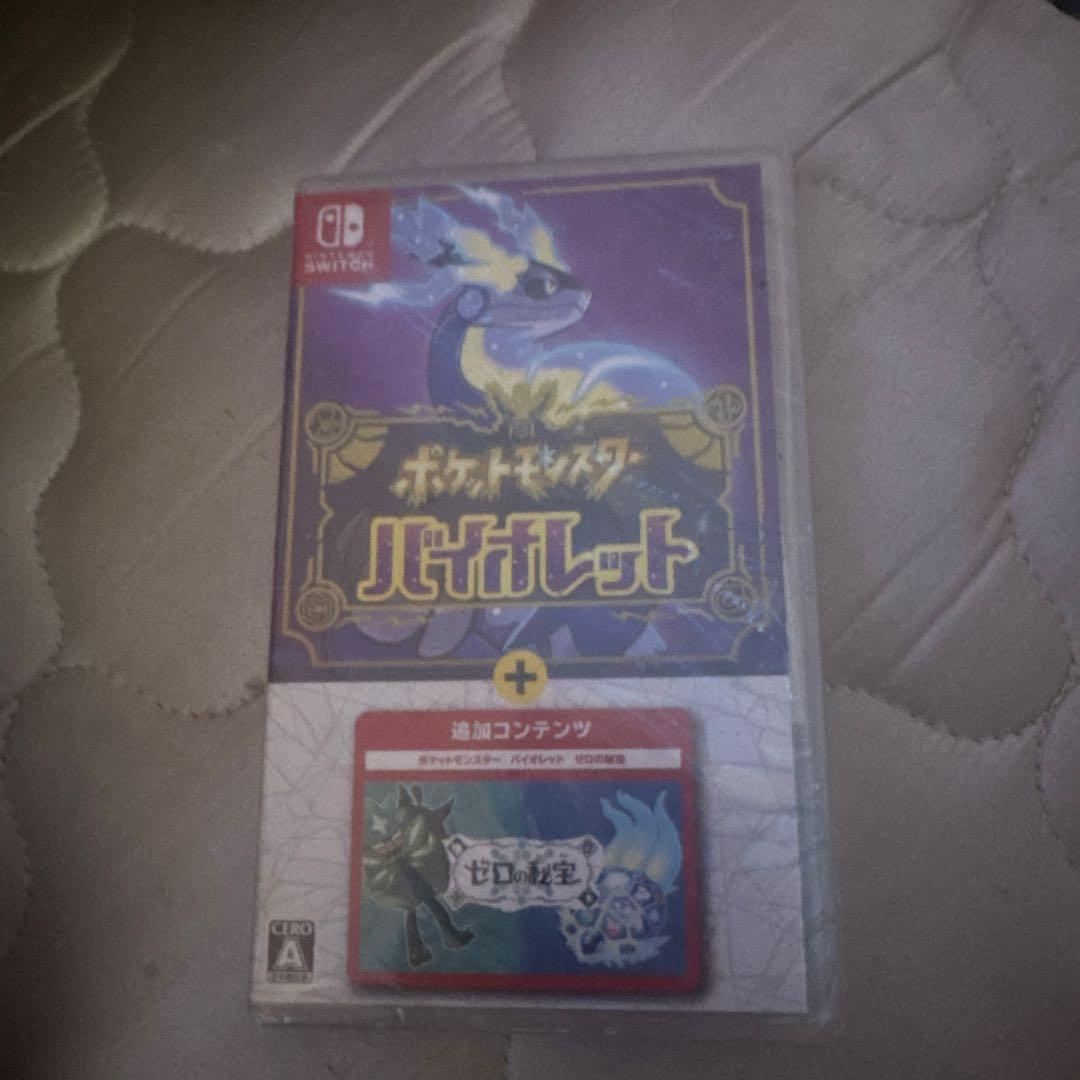 NINTENDO
SWITCH
ポケットモンスター
バイオレット
+
追加コンテンツ
ポケットモンスター バイオレット ゼロの秘宝
ゼロの秘宝
CERO
A